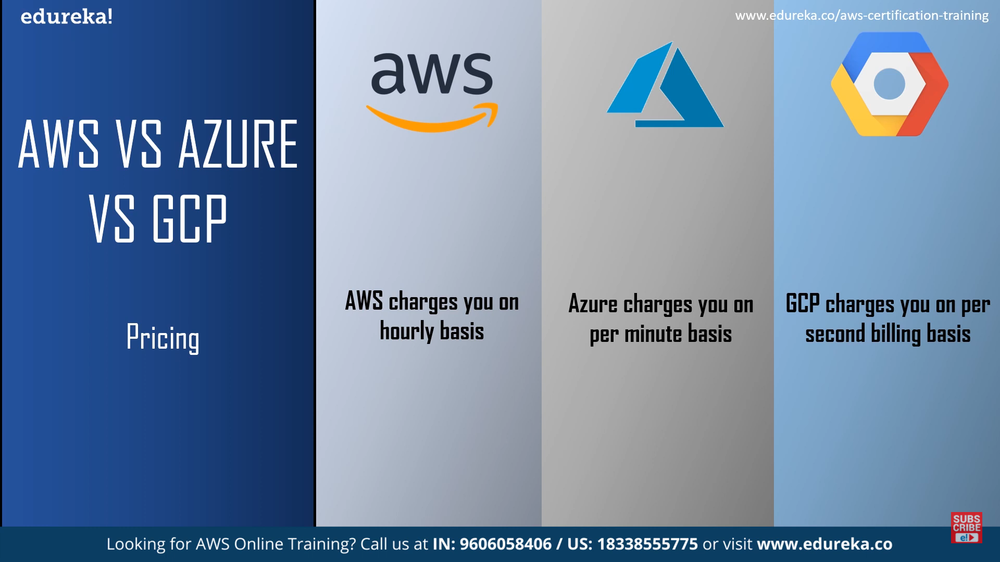 edureka!
www.edureka.co/aws-certification-training
AWS VS AZURE
VS GCP
Pricing
aws
AWS charges you on
hourly basis
Azure charges you on
per minute basis
GCP charges you on per
second billing basis
SUBS
CRIBE
e!
Looking for AWS Online Training? Call us at IN: 9606058406 / US: 18338555775 or visit www.edureka.co